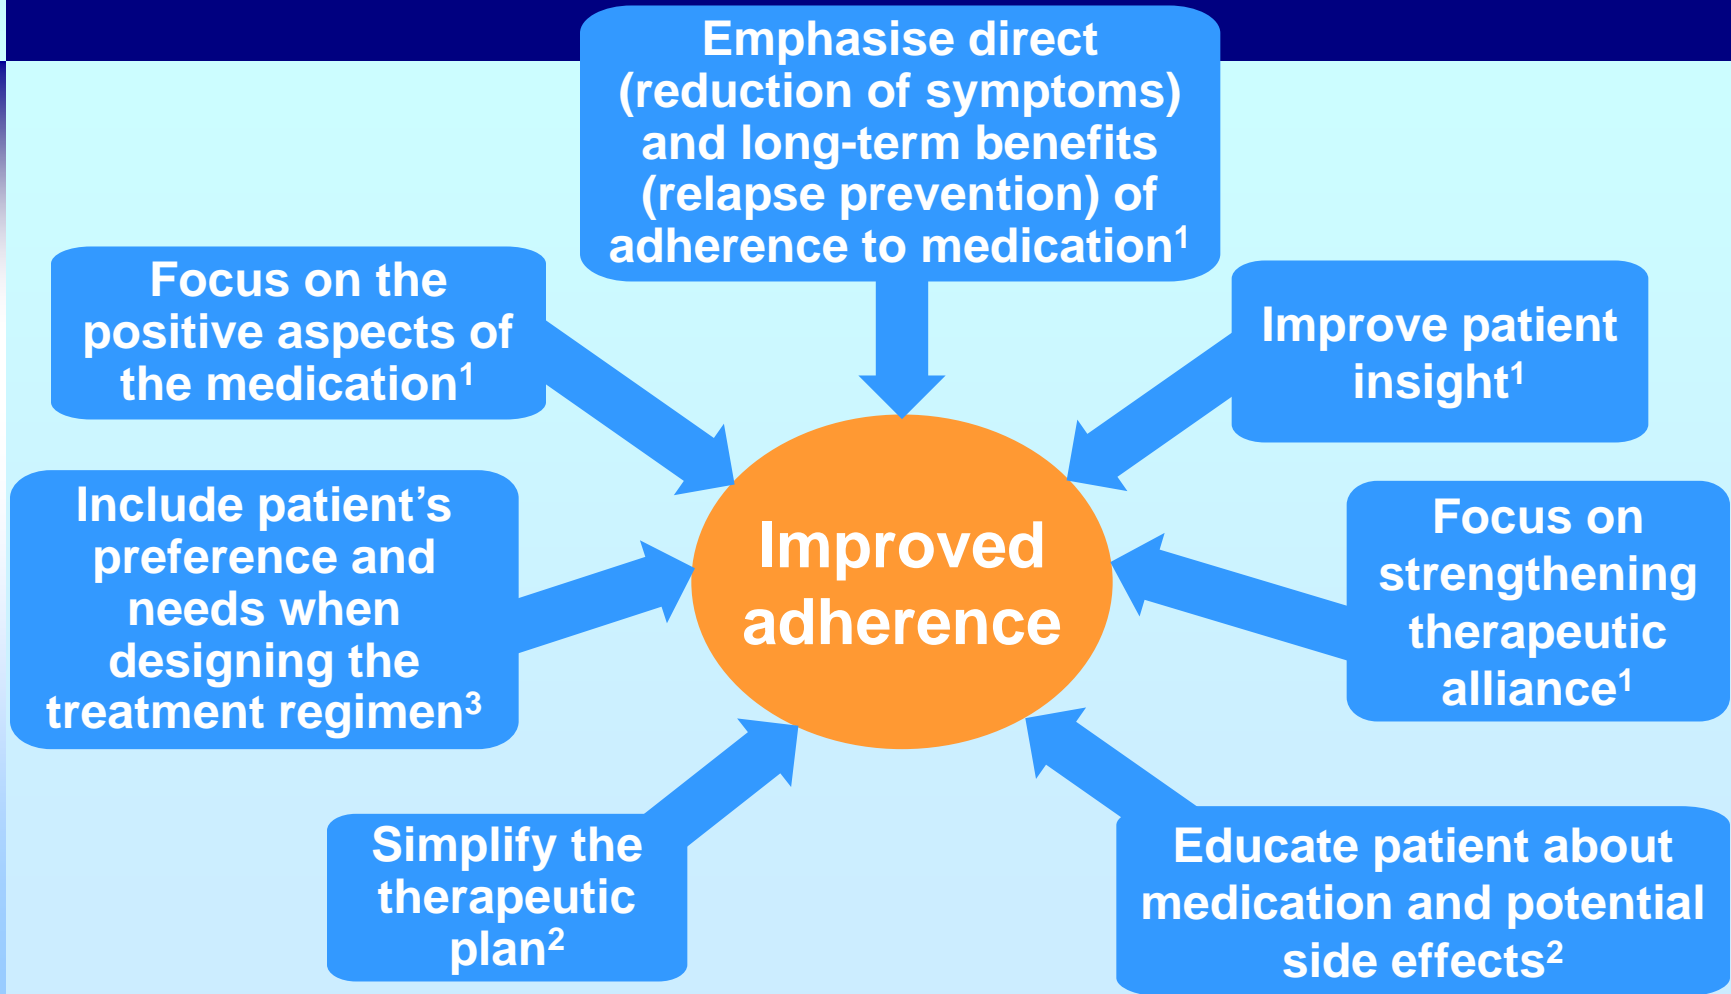 Emphasise direct
(reduction of symptoms)
and long-term benefits
(relapse prevention) of
adherence to medication¹
Focus on the
positive aspects of
the medication¹
Improve patient
insight¹
Include patient’s
preference and
needs when
designing the
treatment regimen³
Improved
adherence
Focus on
strengthening
therapeutic
alliance¹
Simplify the
therapeutic
plan²
Educate patient about
medication and potential
side effects²